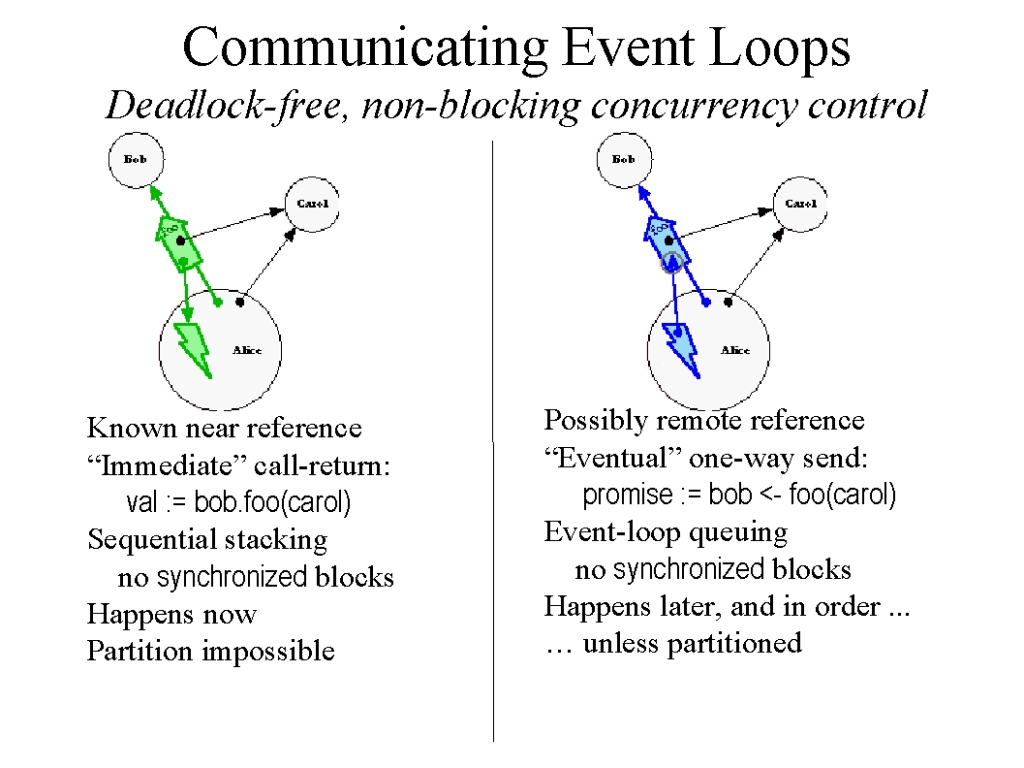 Communicating Event Loops
Deadlock-free, non-blocking concurrency control
Bob
Carol
foo
Alice
Known near reference
“Immediate” call-return:
val := bob.foo(carol)
Sequential stacking
no synchronized blocks
Happens now
Partition impossible
Bob
Carol
foo
Alice
Possibly remote reference
“Eventual” one-way send:
promise := bob <- foo(carol)
Event-loop queuing
no synchronized blocks
Happens later, and in order ...
… unless partitioned